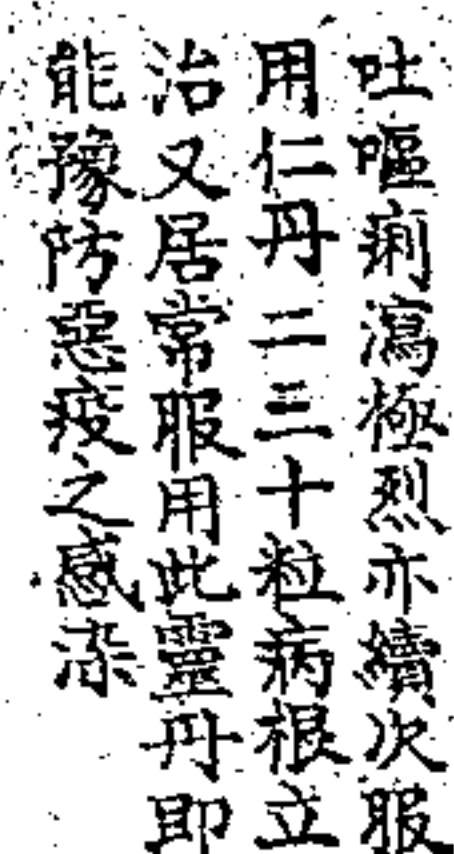 吐嘔痢瀉極烈亦續次服
用仁丹二三十粒病根立
治又居常服用此靈丹即
能豫防惡疫之感染